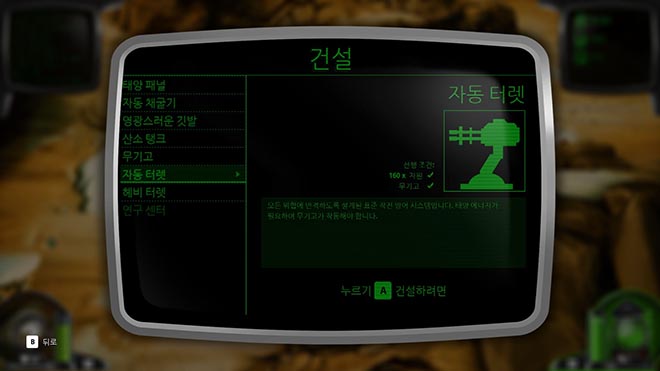 건설
태양 패널
자동 채굴기
영광스러운 깃발
산소 탱크
무기고
자동 터렛
헤비 터렛
연구 센터
자동 터렛
선행 조건:
160 x 자원
무기고
모든 위협에 반격하도록 설계된 표준 회전 방어 시스템입니다. 태양 에너지가
필요하며 무기고가 작동해야 합니다.
누르기 A 건설하려면
B 뒤로